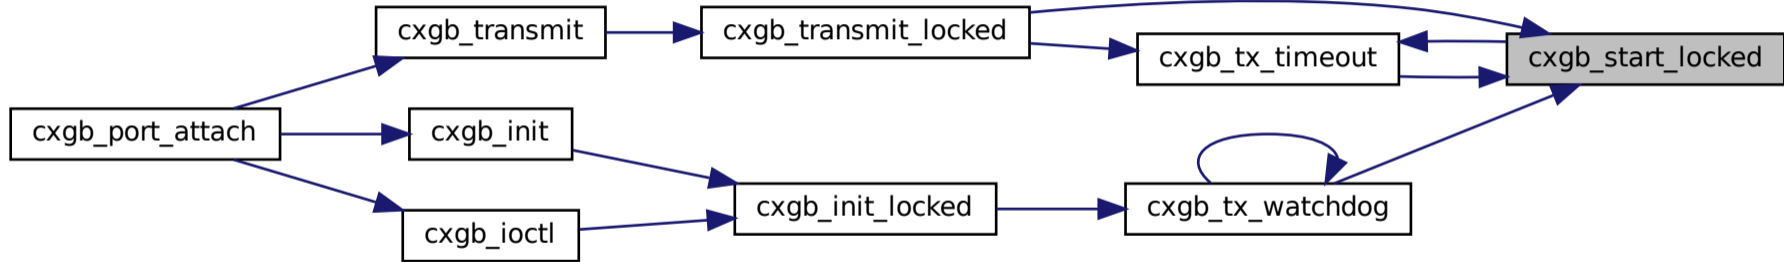 cxgb_transmit
cxgb_transmit_locked
cxgb_tx_timeout
cxgb_start_locked
cxgb_port_attach
cxgb_init
cxgb_init_locked
cxgb_tx_watchdog
cxgb_ioctl